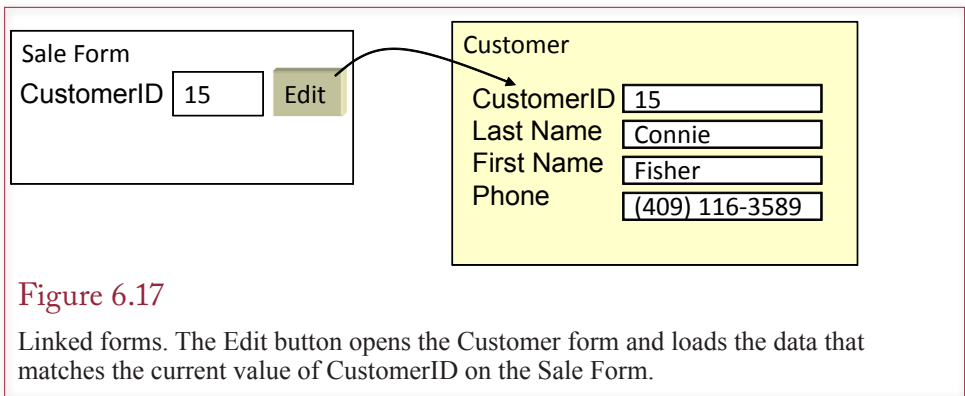 Sale Form
CustomerID 15 Edit
Customer
CustomerID 15
Last Name Connie
First Name Fisher
Phone (409) 116-3589
Figure 6.17
Linked forms. The Edit button opens the Customer form and loads the data that
matches the current value of CustomerID on the Sale Form.